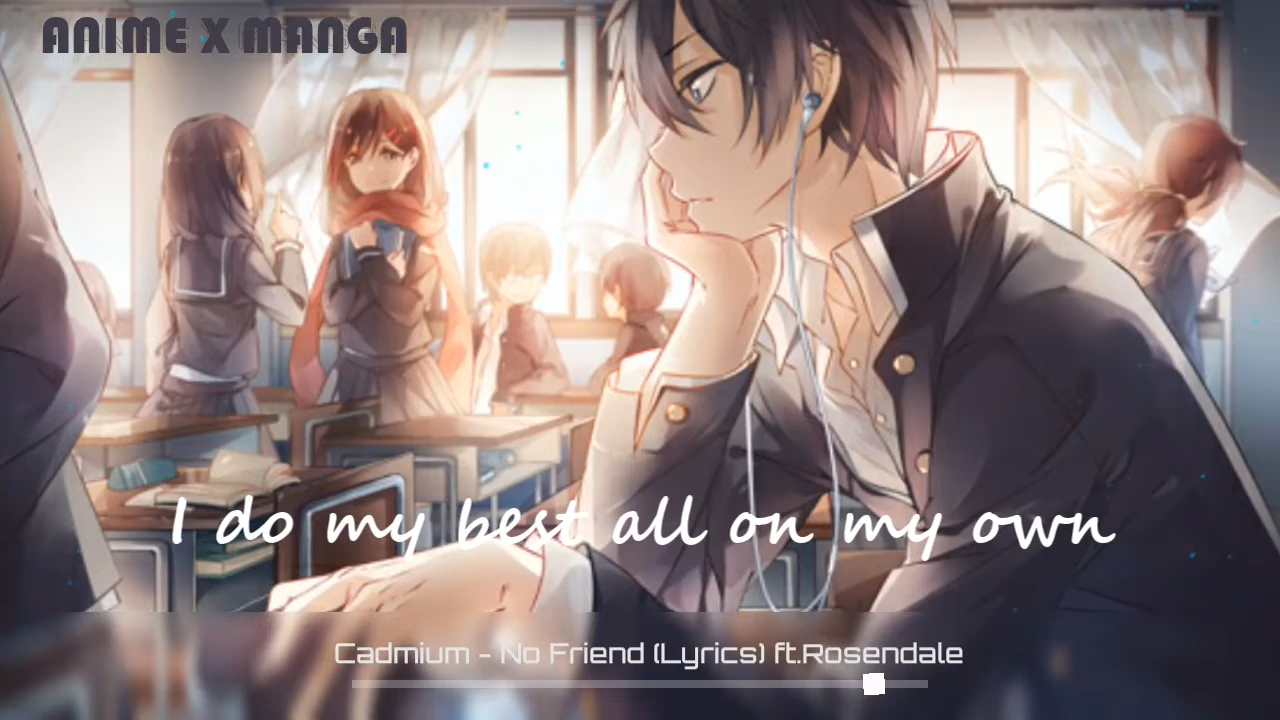 ANIME X MANGA
I do my best all on my own
Cadmium - No Friend (Lyrics) ft.Rosendale